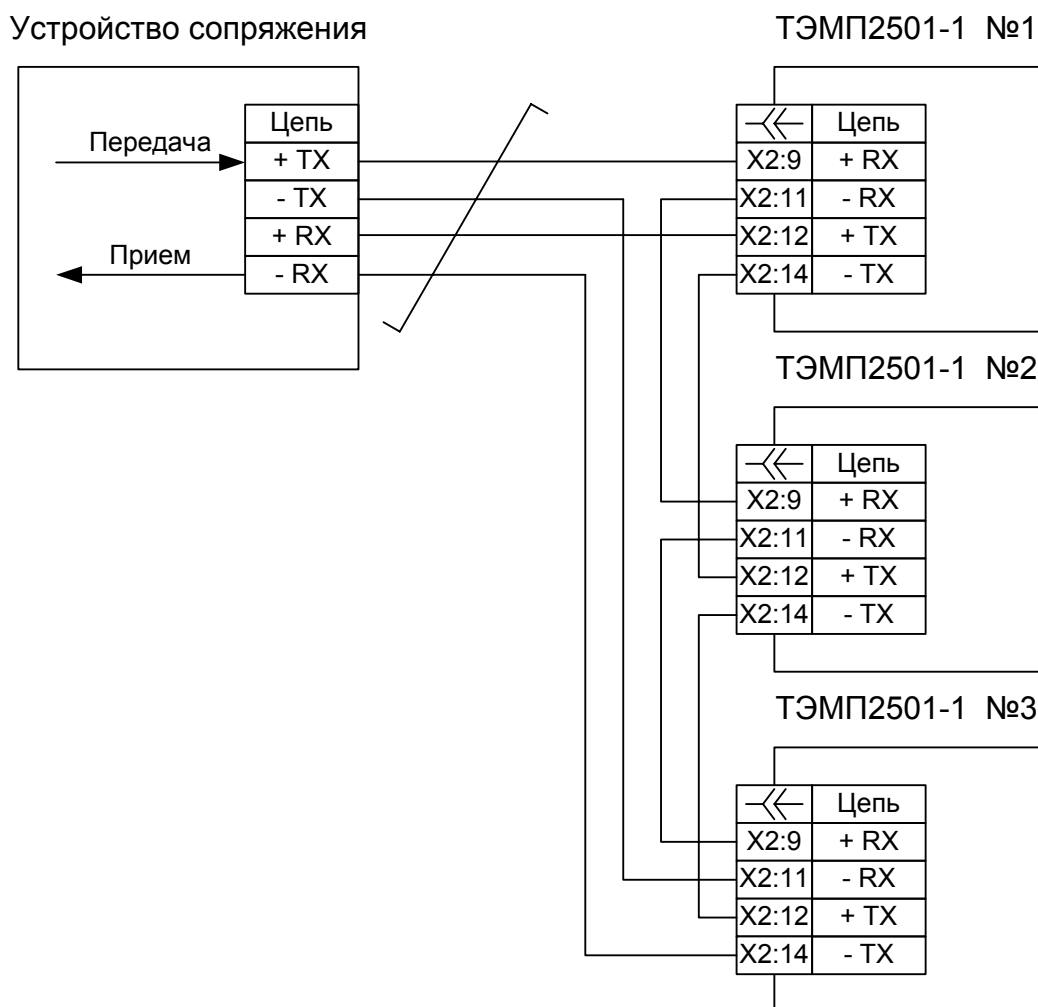 Устройство сопряжения
Передача
Прием
Цепь
+ TX
- TX
+ RX
- RX
ТЭМП2501-1 №1
Цепь
X2:9 + RX
X2:11 - RX
X2:12 + TX
X2:14 - TX
ТЭМП2501-1 №2
Цепь
X2:9 + RX
X2:11 - RX
X2:12 + TX
X2:14 - TX
ТЭМП2501-1 №3
Цепь
X2:9 + RX
X2:11 - RX
X2:12 + TX
X2:14 - TX